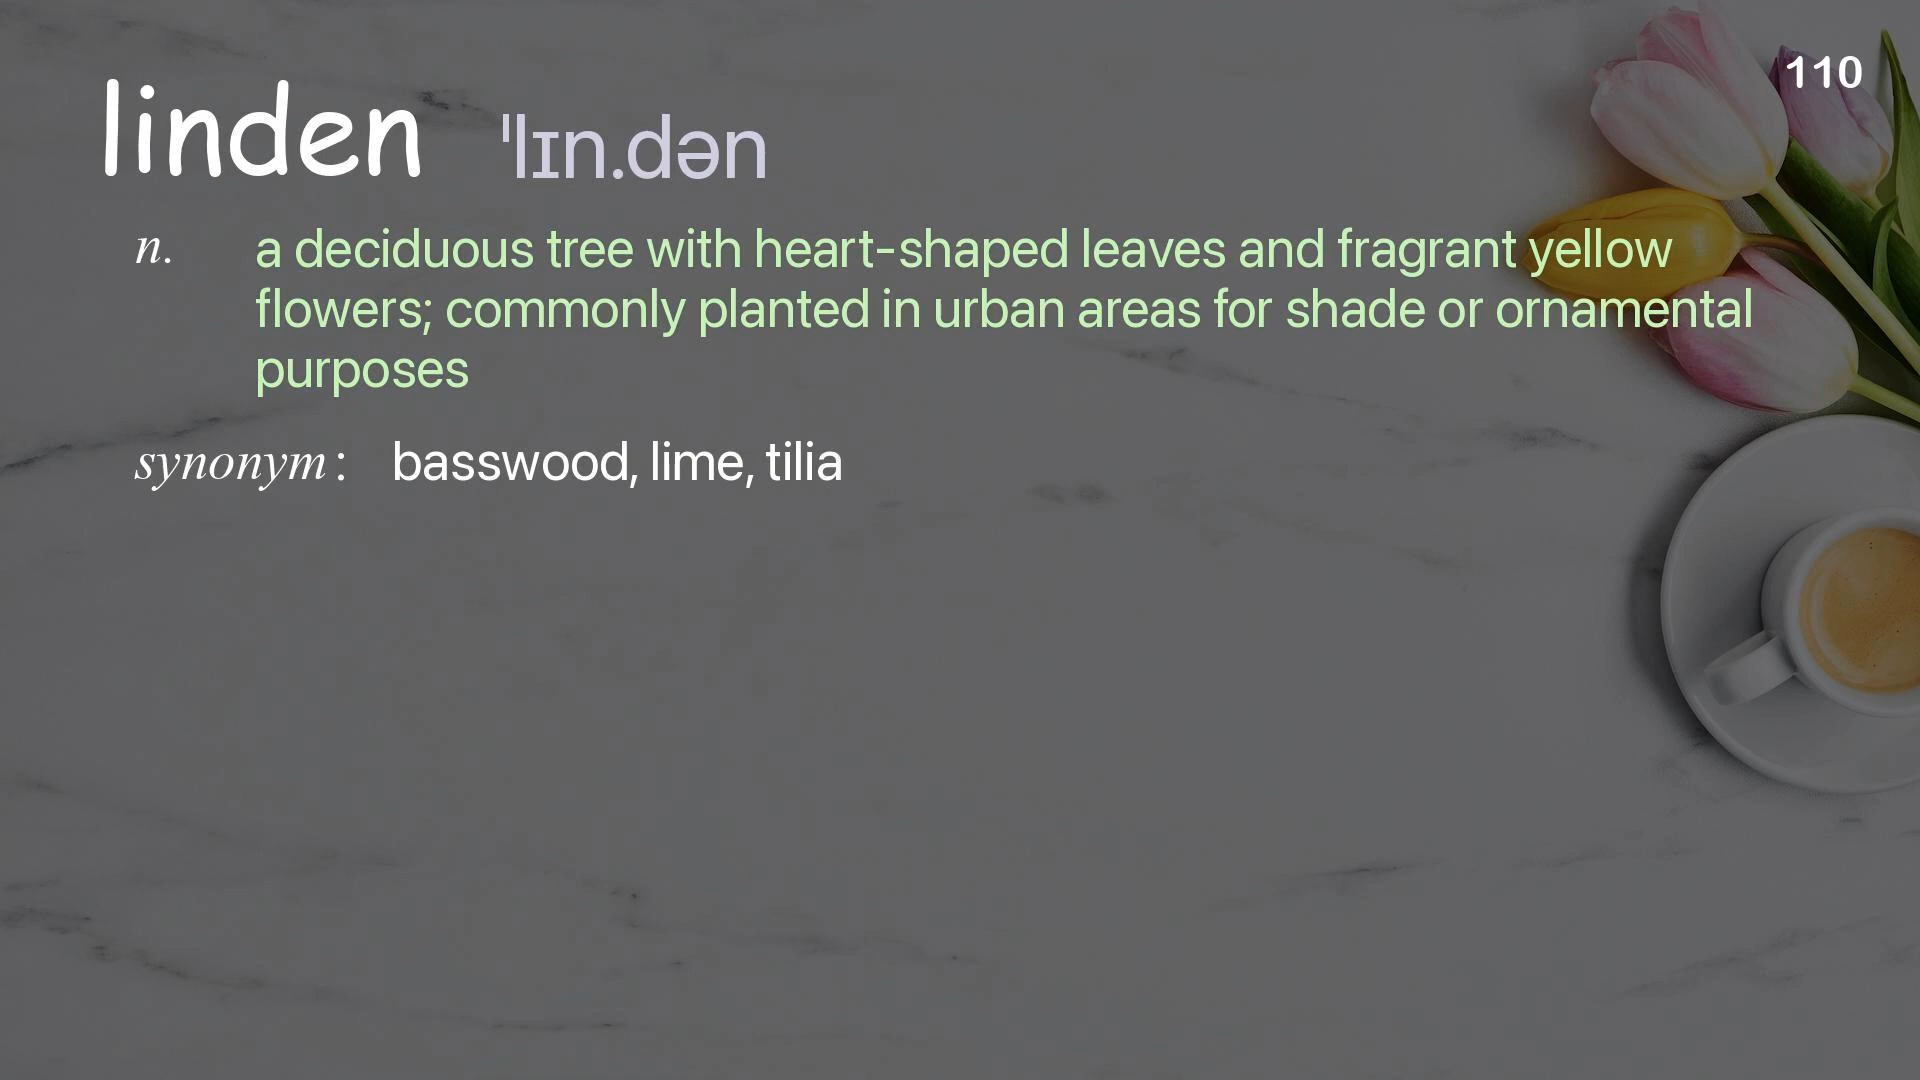 110
linden ˈlɪn.dən
n. a deciduous tree with heart-shaped leaves and fragrant yellow
flowers; commonly planted in urban areas for shade or ornamental
purposes
synonym: basswood, lime, tilia